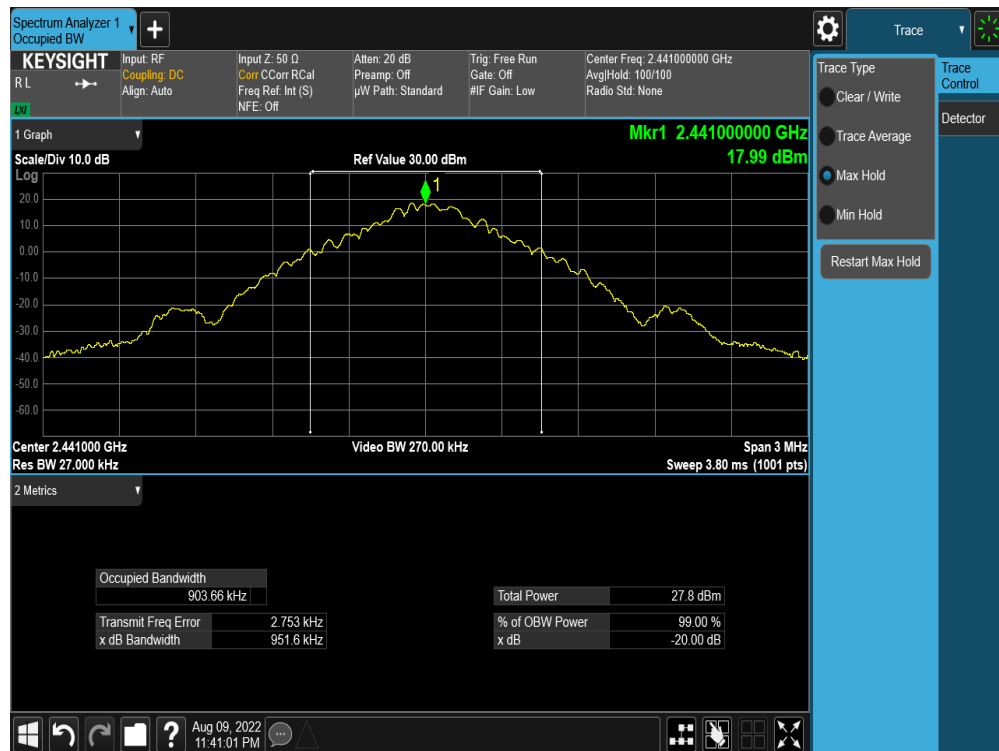 Spectrum Analyzer 1
Occupied BW
Trace
KEYSIGHT
R L
LXI
Input: RF
Coupling: DC
Align: Auto
Input Z: 50 Ω
Corr CCorr RCal
Freq Ref: Int (S)
NFE: Off
Atten: 20 dB
Preamp: Off
µW Path: Standard
Trig: Free Run
Gate: Off
#IF Gain: Low
Center Freq: 2.441000000 GHz
Avg|Hold: 100/100
Radio Std: None
1 Graph
Mkr1 2.441000000 GHz
Scale/Div 10.0 dB
Ref Value 30.00 dBm
17.99 dBm
Log
1
20.0
10.0
0.00
-10.0
-20.0
-30.0
-40.0
-50.0
-60.0
Center 2.441000 GHz
Video BW 270.00 kHz
Span 3 MHz
Res BW 27.000 kHz
Sweep 3.80 ms (1001 pts)
2 Metrics
Occupied Bandwidth
903.66 kHz
Transmit Freq Error 2.753 kHz
x dB Bandwidth 951.6 kHz
Total Power 27.8 dBm
% of OBW Power 99.00 %
x dB -20.00 dB
Trace Type
Clear / Write
Trace Average
Max Hold
Min Hold
Restart Max Hold
Trace
Control
Detector
?
Aug 09, 2022
11:41:01 PM